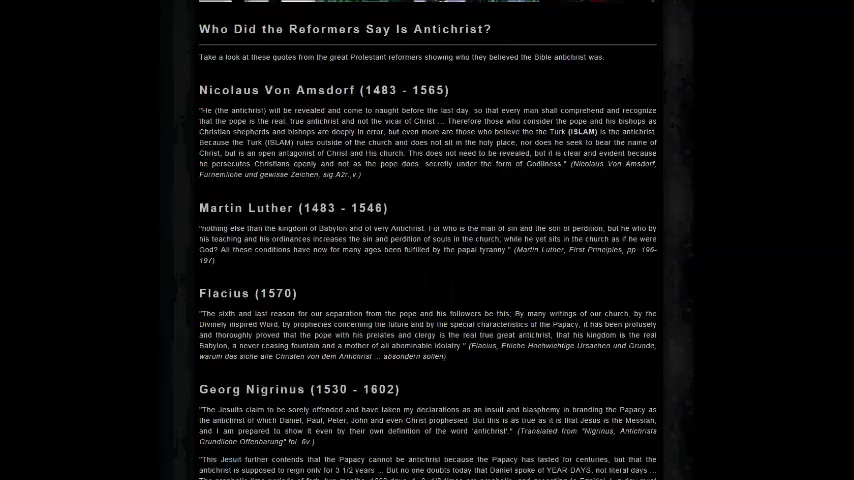 Who Did the Reformers Say Is Antichrist?
Take a look at these quotes from the great Protestant reformers showing who they believed the Bible antichrist was.
Nicolaus Von Amsdorf (1483 - 1565)
"He (the antichrist) will be revealed and come to naught before the last day, so that every man shall comprehend and recognize
that the pope is the real, true antichrist and not the vicar of Christ ... Therefore those who consider the pope and his bishops as
Christian shepherds and bishops are deeply in error, but even more are those who believe the the Turk (ISLAM) is the antichrist.
Because the Turk (ISLAM) rules outside of the church and does not sit in the holy place, nor does he seek to bear the name of
Christ, but is an open antagonist of Christ and His church. This does not need to be revealed, but it is clear and evident because
he persecutes Christians openly and not as the pope does, secretly under the form of Godliness." (Nicolaus Von Amsdorf,
Furnemliche und gewisse Zeichen, sig.A2r.,v.)
Martin Luther (1483 - 1546)
"nothing else than the kingdom of Babylon and of very Antichrist. For who is the man of sin and the son of perdition, but he who by
his teaching and his ordinances increases the sin and perdition of souls in the church; while he yet sits in the church as if he were
God? All these conditions have now for many ages been fulfilled by the papal tyranny." (Martin Luther, First Principles, pp. 196-
197)
Flacius (1570)
"The sixth and last reason for our separation from the pope and his followers be this; By many writings of our church, by the
Divinely inspired Word, by prophecies concerning the future and by the special characteristics of the Papacy, it has been profusely
and thoroughly proved that the pope with his prelates and clergy is the real true great antichrist, that his kingdom is the real
Babylon, a never ceasing fountain and a mother of all abominable idolatry." (Flacius, Etliche Hochwichtige Ursachen und Grunde,
warum das siche alle Christen von dem Antichrist ... absondern sollen)
Georg Nigrinus (1530 - 1602)
"The Jesuits claim to be sorely offended and have taken my declarations as an insult and blasphemy in branding the Papacy as
the antichrist of which Daniel, Paul, Peter, John and even Christ prophesied. But this is as true as it is that Jesus is the Messiah,
and I am prepared to show it even by their own definition of the word 'antichrist'." (Translated from "Nigrinus, Antichrists
Grundliche Offenbarung" fol. 6v.)
"This Jesuit further contends that the Papacy cannot be antichrist because the Papacy has lasted for centuries, but that the
antichrist is supposed to reign only for 3 1/2 years ... But no one doubts today that Daniel spoke of YEAR-DAYS, not literal days ...